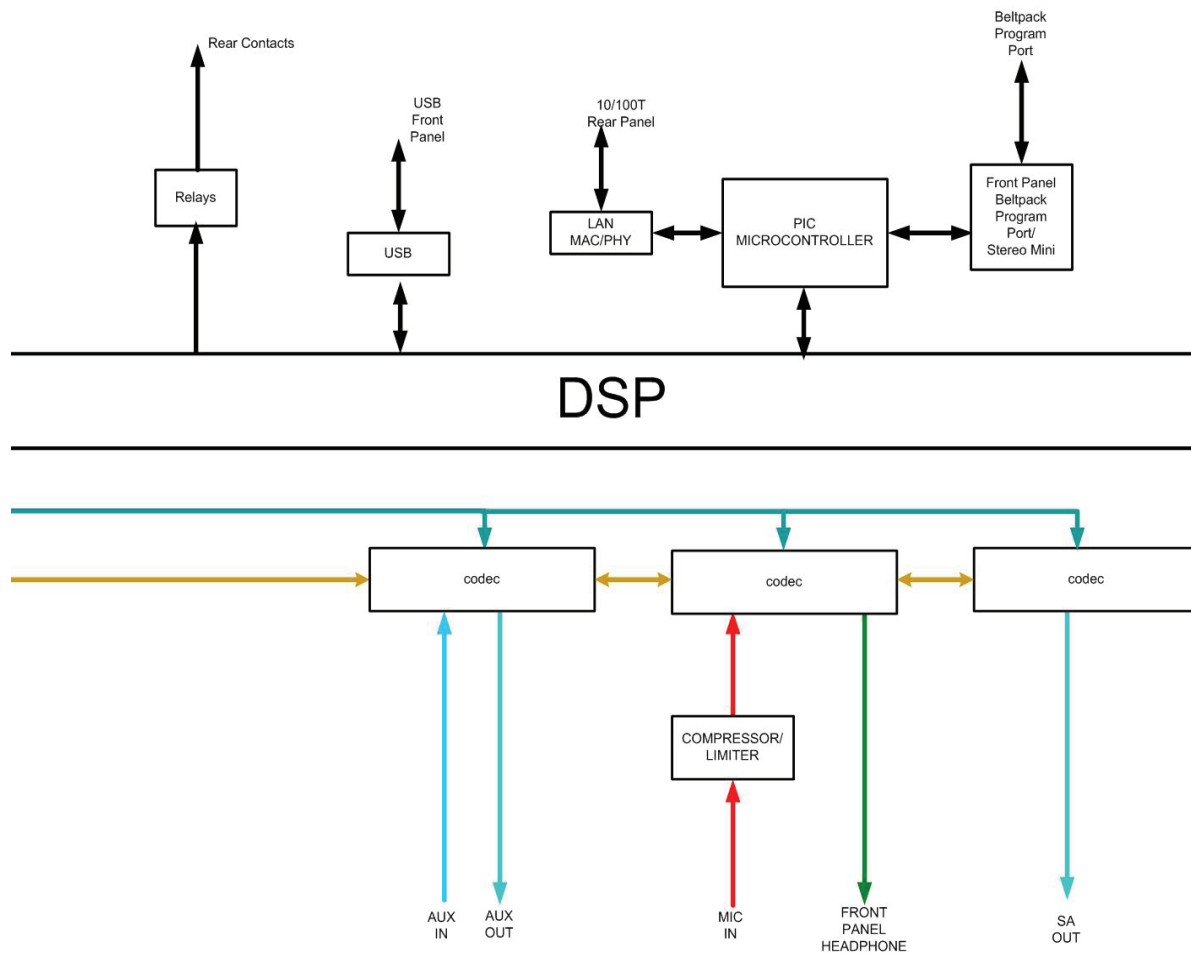 Rear Contacts
USB
Front
Panel
10/100T
Rear Panel
Beltpack
Program
Port
Relays
USB
LAN
MAC/PHY
PIC
MICROCONTROLLER
Front Panel
Beltpack
Program
Port/
Stereo Mini
DSP
codec
codec
codec
COMPRESSOR/
LIMITER
AUX
IN
AUX
OUT
MIC
IN
FRONT
PANEL
HEADPHONE
SA
OUT